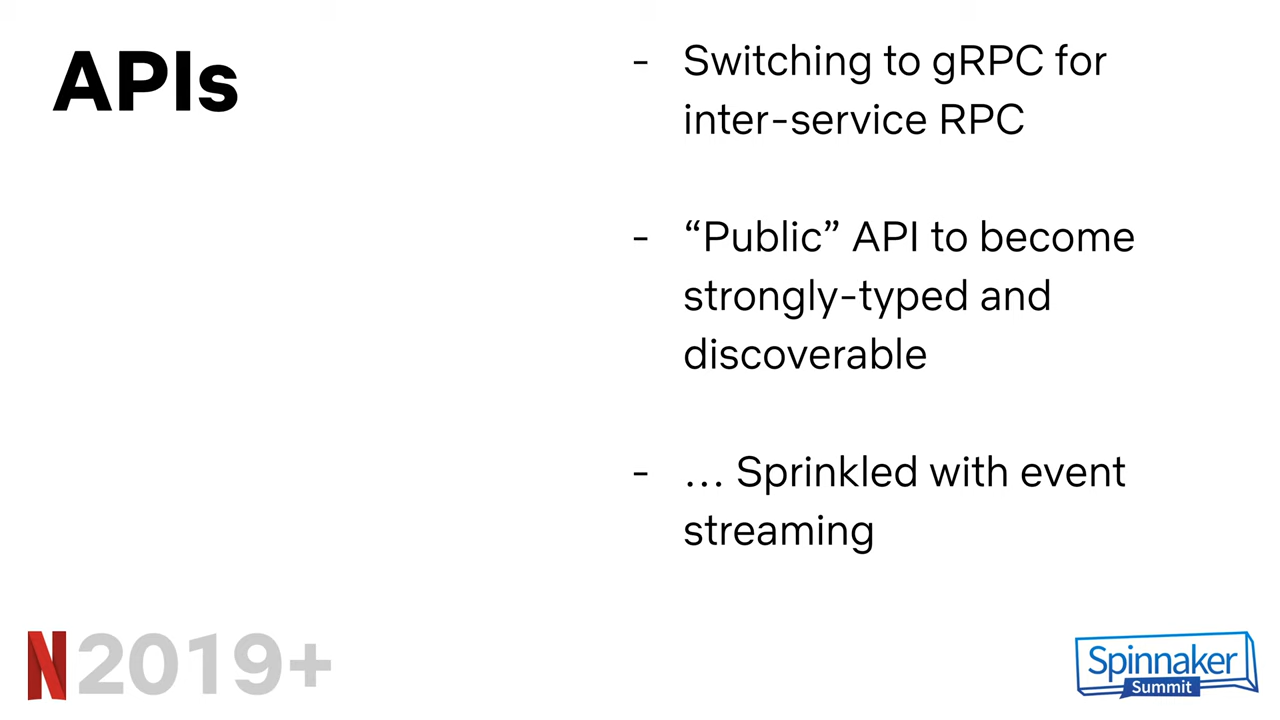 APIs
- Switching to gRPC for
inter-service RPC
- “Public” API to become
strongly-typed and
discoverable
- … Sprinkled with event
streaming
N 2019+
Spinnaker
Summit